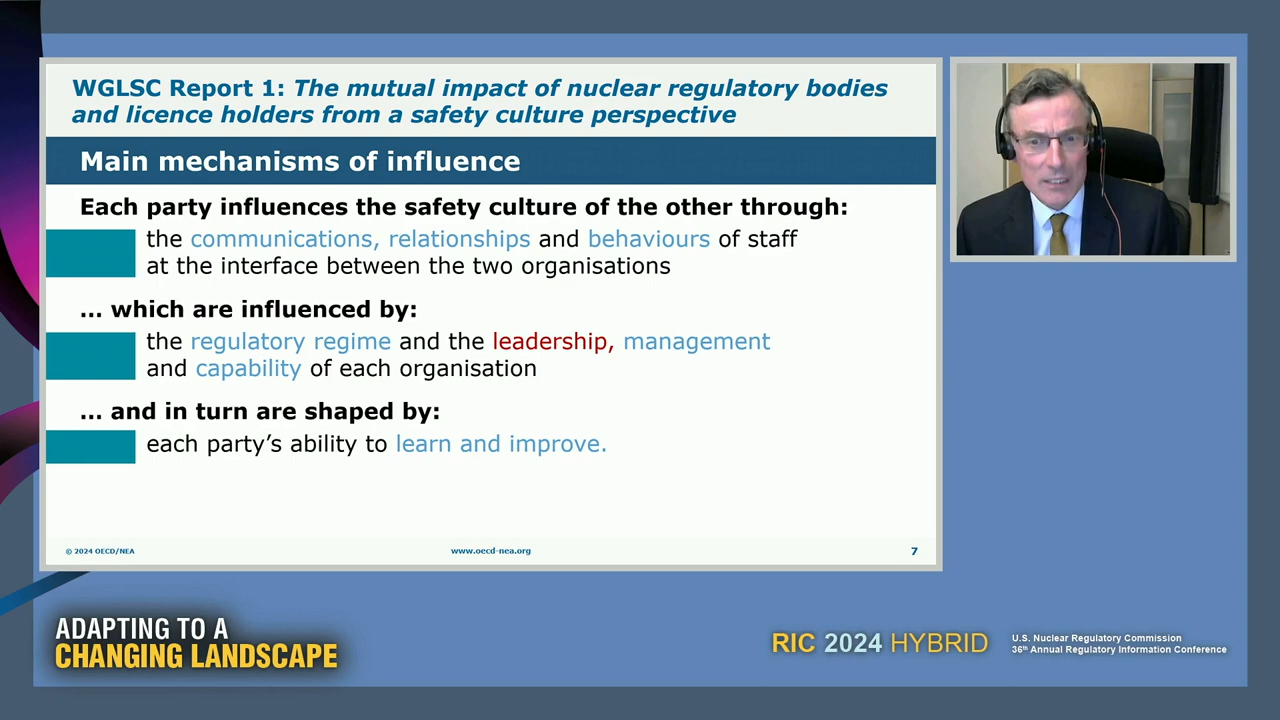 WGLSC Report 1: The mutual impact of nuclear regulatory bodies
and licence holders from a safety culture perspective
Main mechanisms of influence
Each party influences the safety culture of the other through:
the communications, relationships and behaviours of staff
at the interface between the two organisations
... which are influenced by:
the regulatory regime and the leadership, management
and capability of each organisation
... and in turn are shaped by:
each party's ability to learn and improve.
© 2024 OECD/NEA
www.oecd-nea.org
7
ADAPTING TO A
CHANGING LANDSCAPE
RIC 2024 HYBRID
U.S. Nuclear Regulatory Commission
36th Annual Regulatory Information Conference